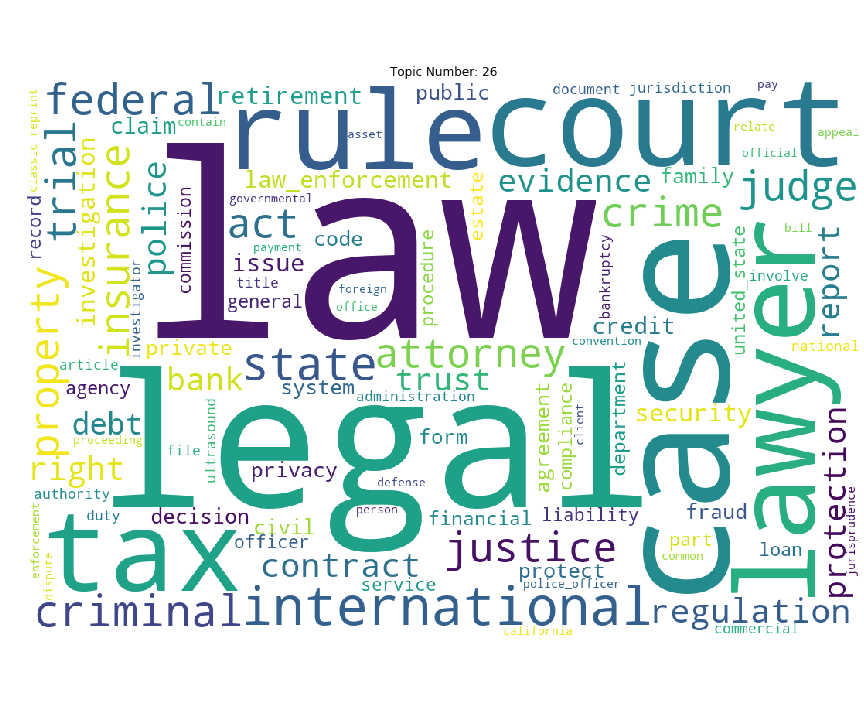 Topic Number: 26
classic reprint
federal
retirement
public
document
jurisdiction
pay
rule
court
claim
contain
asset
relate
appeal
official
trial
investigation
insurance
police
commission
law
law_enforcement
evidence
family
judge
record
governmental
estate
crime
act
code
payment
issue
title
general
foreign
office
procedure
bankruptcy
credit
united_state
bill
involve
report
lawyer
case
property
investigator
private
convention
national
article
agency
bank
state
attorney
system
trust
administration
debt
proceeding
legal
form
agreement
compliance
client
department
security
right
file
ultrasound
privacy
defense
authority
duty
decision
person
financial
liability
fraud
protection
jurisprudence
enforcement
dispute
tax
civil
officer
justice
part
common
loan
contract
service
protect
police_officer
criminal
international
regulation
california
commercial